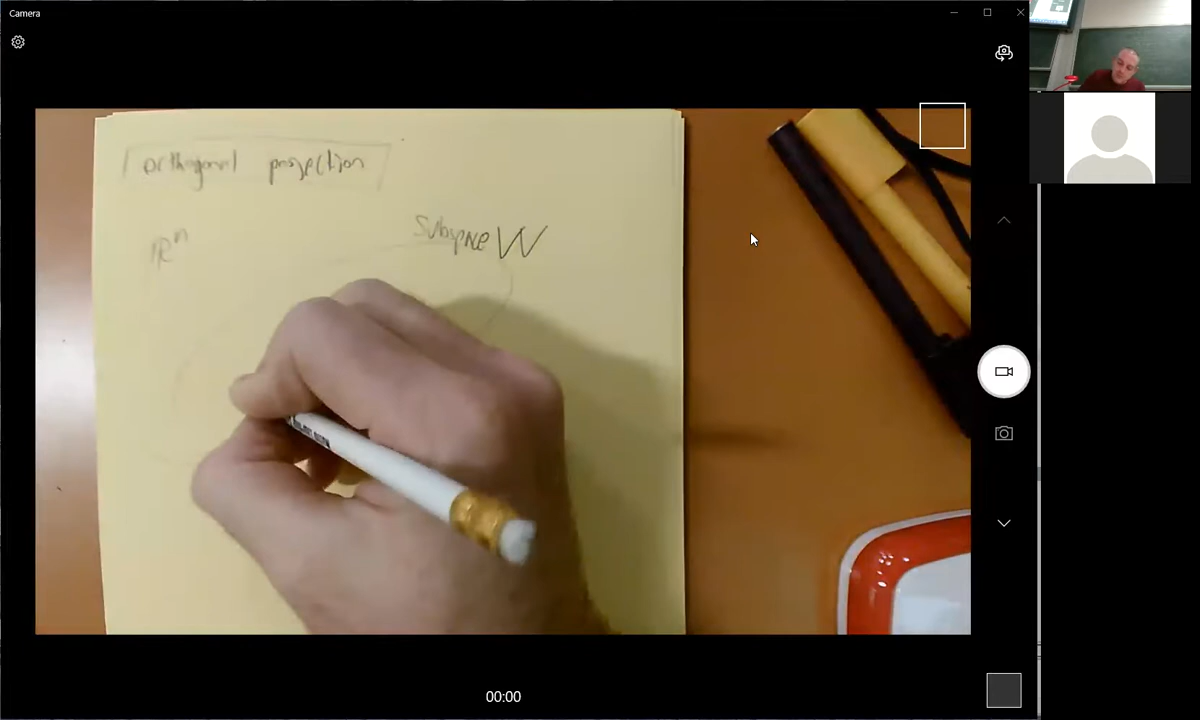 Camera
orthogonal projection
Subspace W
ℝⁿ
00:00